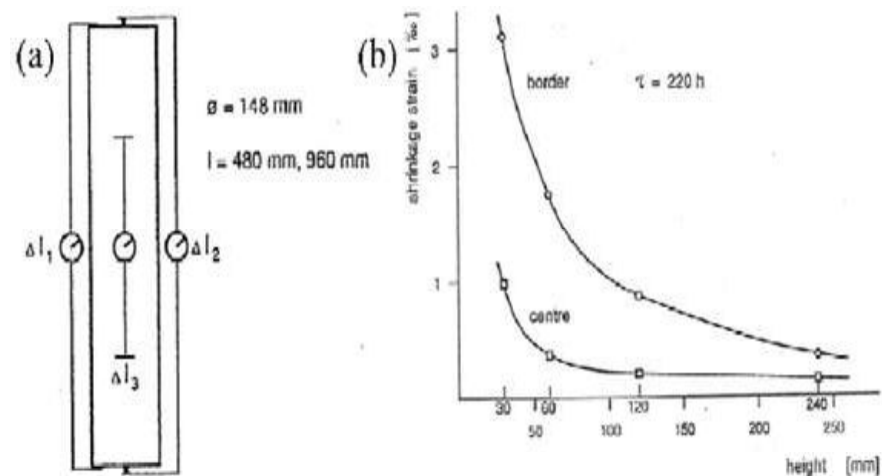 (a)
ø = 148 mm
l = 480 mm, 960 mm
Δl₁
Δl₂
Δl₃
(b)
shrinkage strain [‰]
border
τ = 220 h
centre
3
2
1
30
60
120
240
50
100
150
200
250
height [mm]